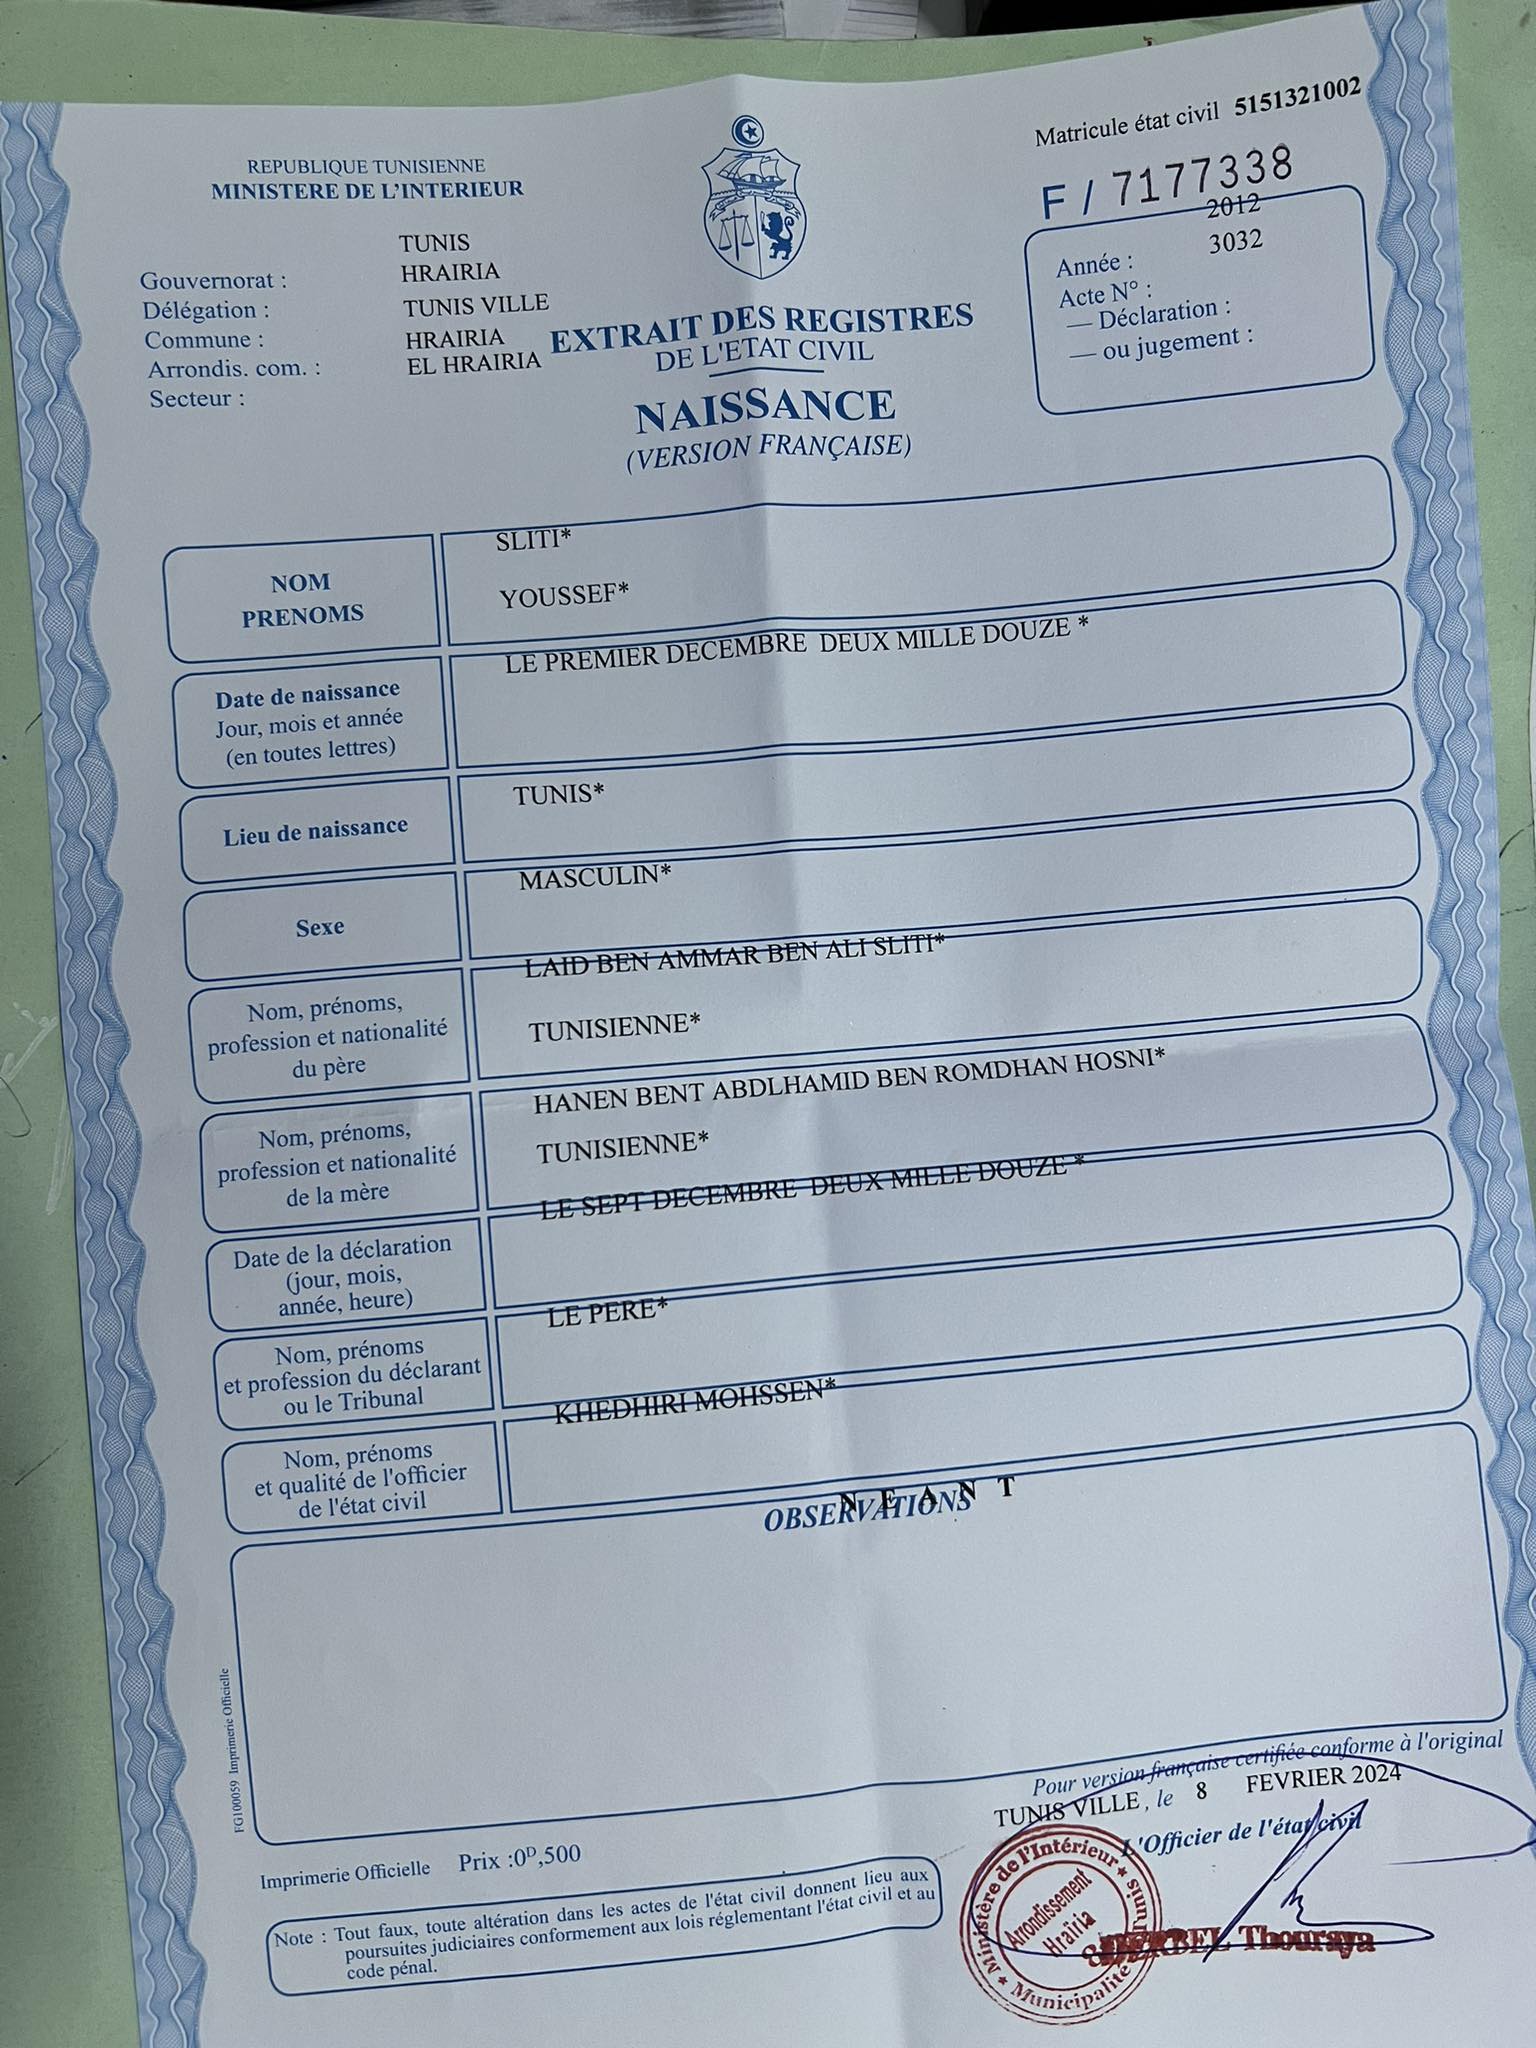 Matricule état civil 5151321002
F / 7177338
REPUBLIQUE TUNISIENNE
MINISTERE DE L'INTERIEUR
Gouvernorat : TUNIS
Délégation : HRAIRIA
Commune : TUNIS VILLE
Arrondis. com. : HRAIRIA
Secteur : EL HRAIRIA
2012
Année : 3032
Acte N° :
— Déclaration :
— ou jugement :
EXTRAIT DES REGISTRES
DE L'ETAT CIVIL
NAISSANCE
(VERSION FRANÇAISE)
NOM SLITI*
PRENOMS YOUSSEF*
Date de naissance LE PREMIER DECEMBRE DEUX MILLE DOUZE *
Jour, mois et année
(en toutes lettres)
Lieu de naissance TUNIS*
Sexe MASCULIN*
Nom, prénoms, LAID BEN AMMAR BEN ALI SLITI*
profession et nationalité TUNISIENNE*
du père
Nom, prénoms, HANEN BENT ABDLHAMID BEN ROMDHAN HOSNI*
profession et nationalité TUNISIENNE*
de la mère
Date de la déclaration LE SEPT DECEMBRE DEUX MILLE DOUZE *
(jour, mois,
année, heure)
Nom, prénoms LE PERE*
et profession du déclarant
ou le Tribunal
Nom, prénoms KHEDHIRI MOHSSEN*
et qualité de l'officier
de l'état civil
OBSERVATIONS
N E A N T
FG100059 Imprimerie Officielle
Pour version française certifiée conforme à l'original
TUNIS VILLE, le 8 FEVRIER 2024
L'Officier de l'état civil
Imprimerie Officielle Prix :0D,500
Note : Tout faux, toute altération dans les actes de l'état civil donnent lieu aux
poursuites judiciaires conformement aux lois réglementant l'état civil et au
code pénal.
Ministère de l'Intérieur
Arrondissement
Hraïria
Municipalité Tunis
Thouraya